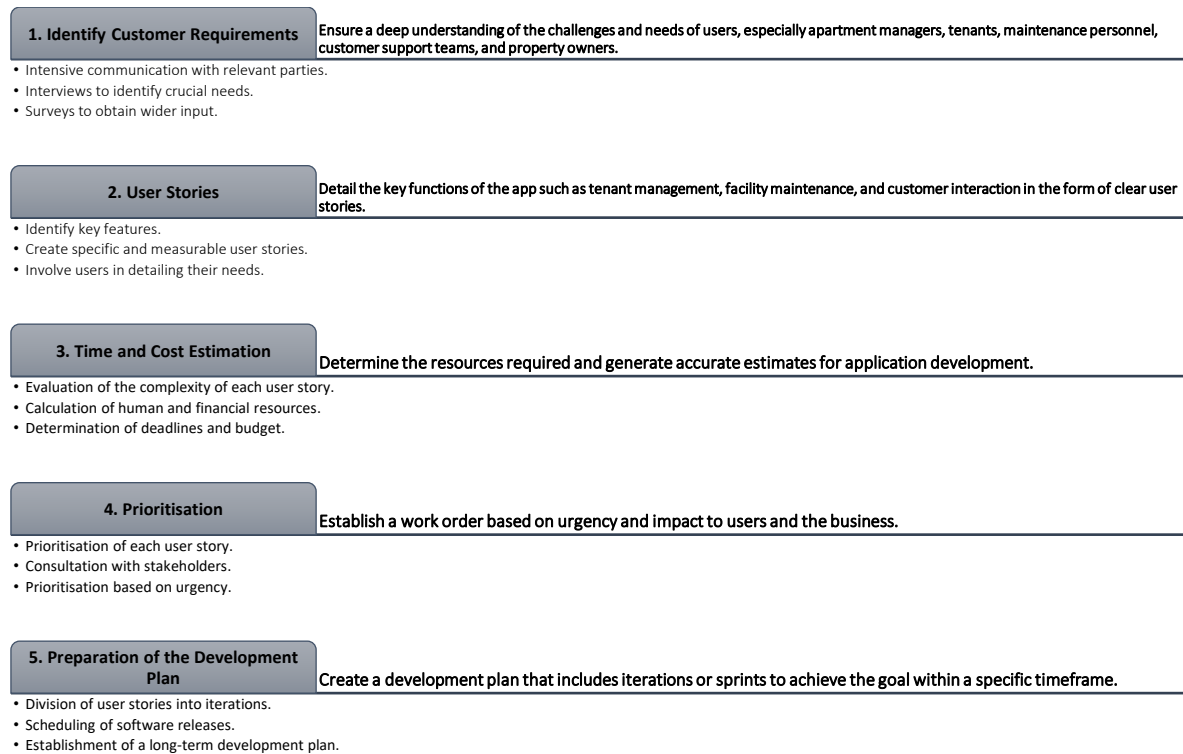 1. Identify Customer Requirements
Ensure a deep understanding of the challenges and needs of users, especially apartment managers, tenants, maintenance personnel,
customer support teams, and property owners.
• Intensive communication with relevant parties.
• Interviews to identify crucial needs.
• Surveys to obtain wider input.
2. User Stories
Detail the key functions of the app such as tenant management, facility maintenance, and customer interaction in the form of clear user
stories.
• Identify key features.
• Create specific and measurable user stories.
• Involve users in detailing their needs.
3. Time and Cost Estimation
Determine the resources required and generate accurate estimates for application development.
• Evaluation of the complexity of each user story.
• Calculation of human and financial resources.
• Determination of deadlines and budget.
4. Prioritisation
Establish a work order based on urgency and impact to users and the business.
• Prioritisation of each user story.
• Consultation with stakeholders.
• Prioritisation based on urgency.
5. Preparation of the Development
Plan
Create a development plan that includes iterations or sprints to achieve the goal within a specific timeframe.
• Division of user stories into iterations.
• Scheduling of software releases.
• Establishment of a long-term development plan.